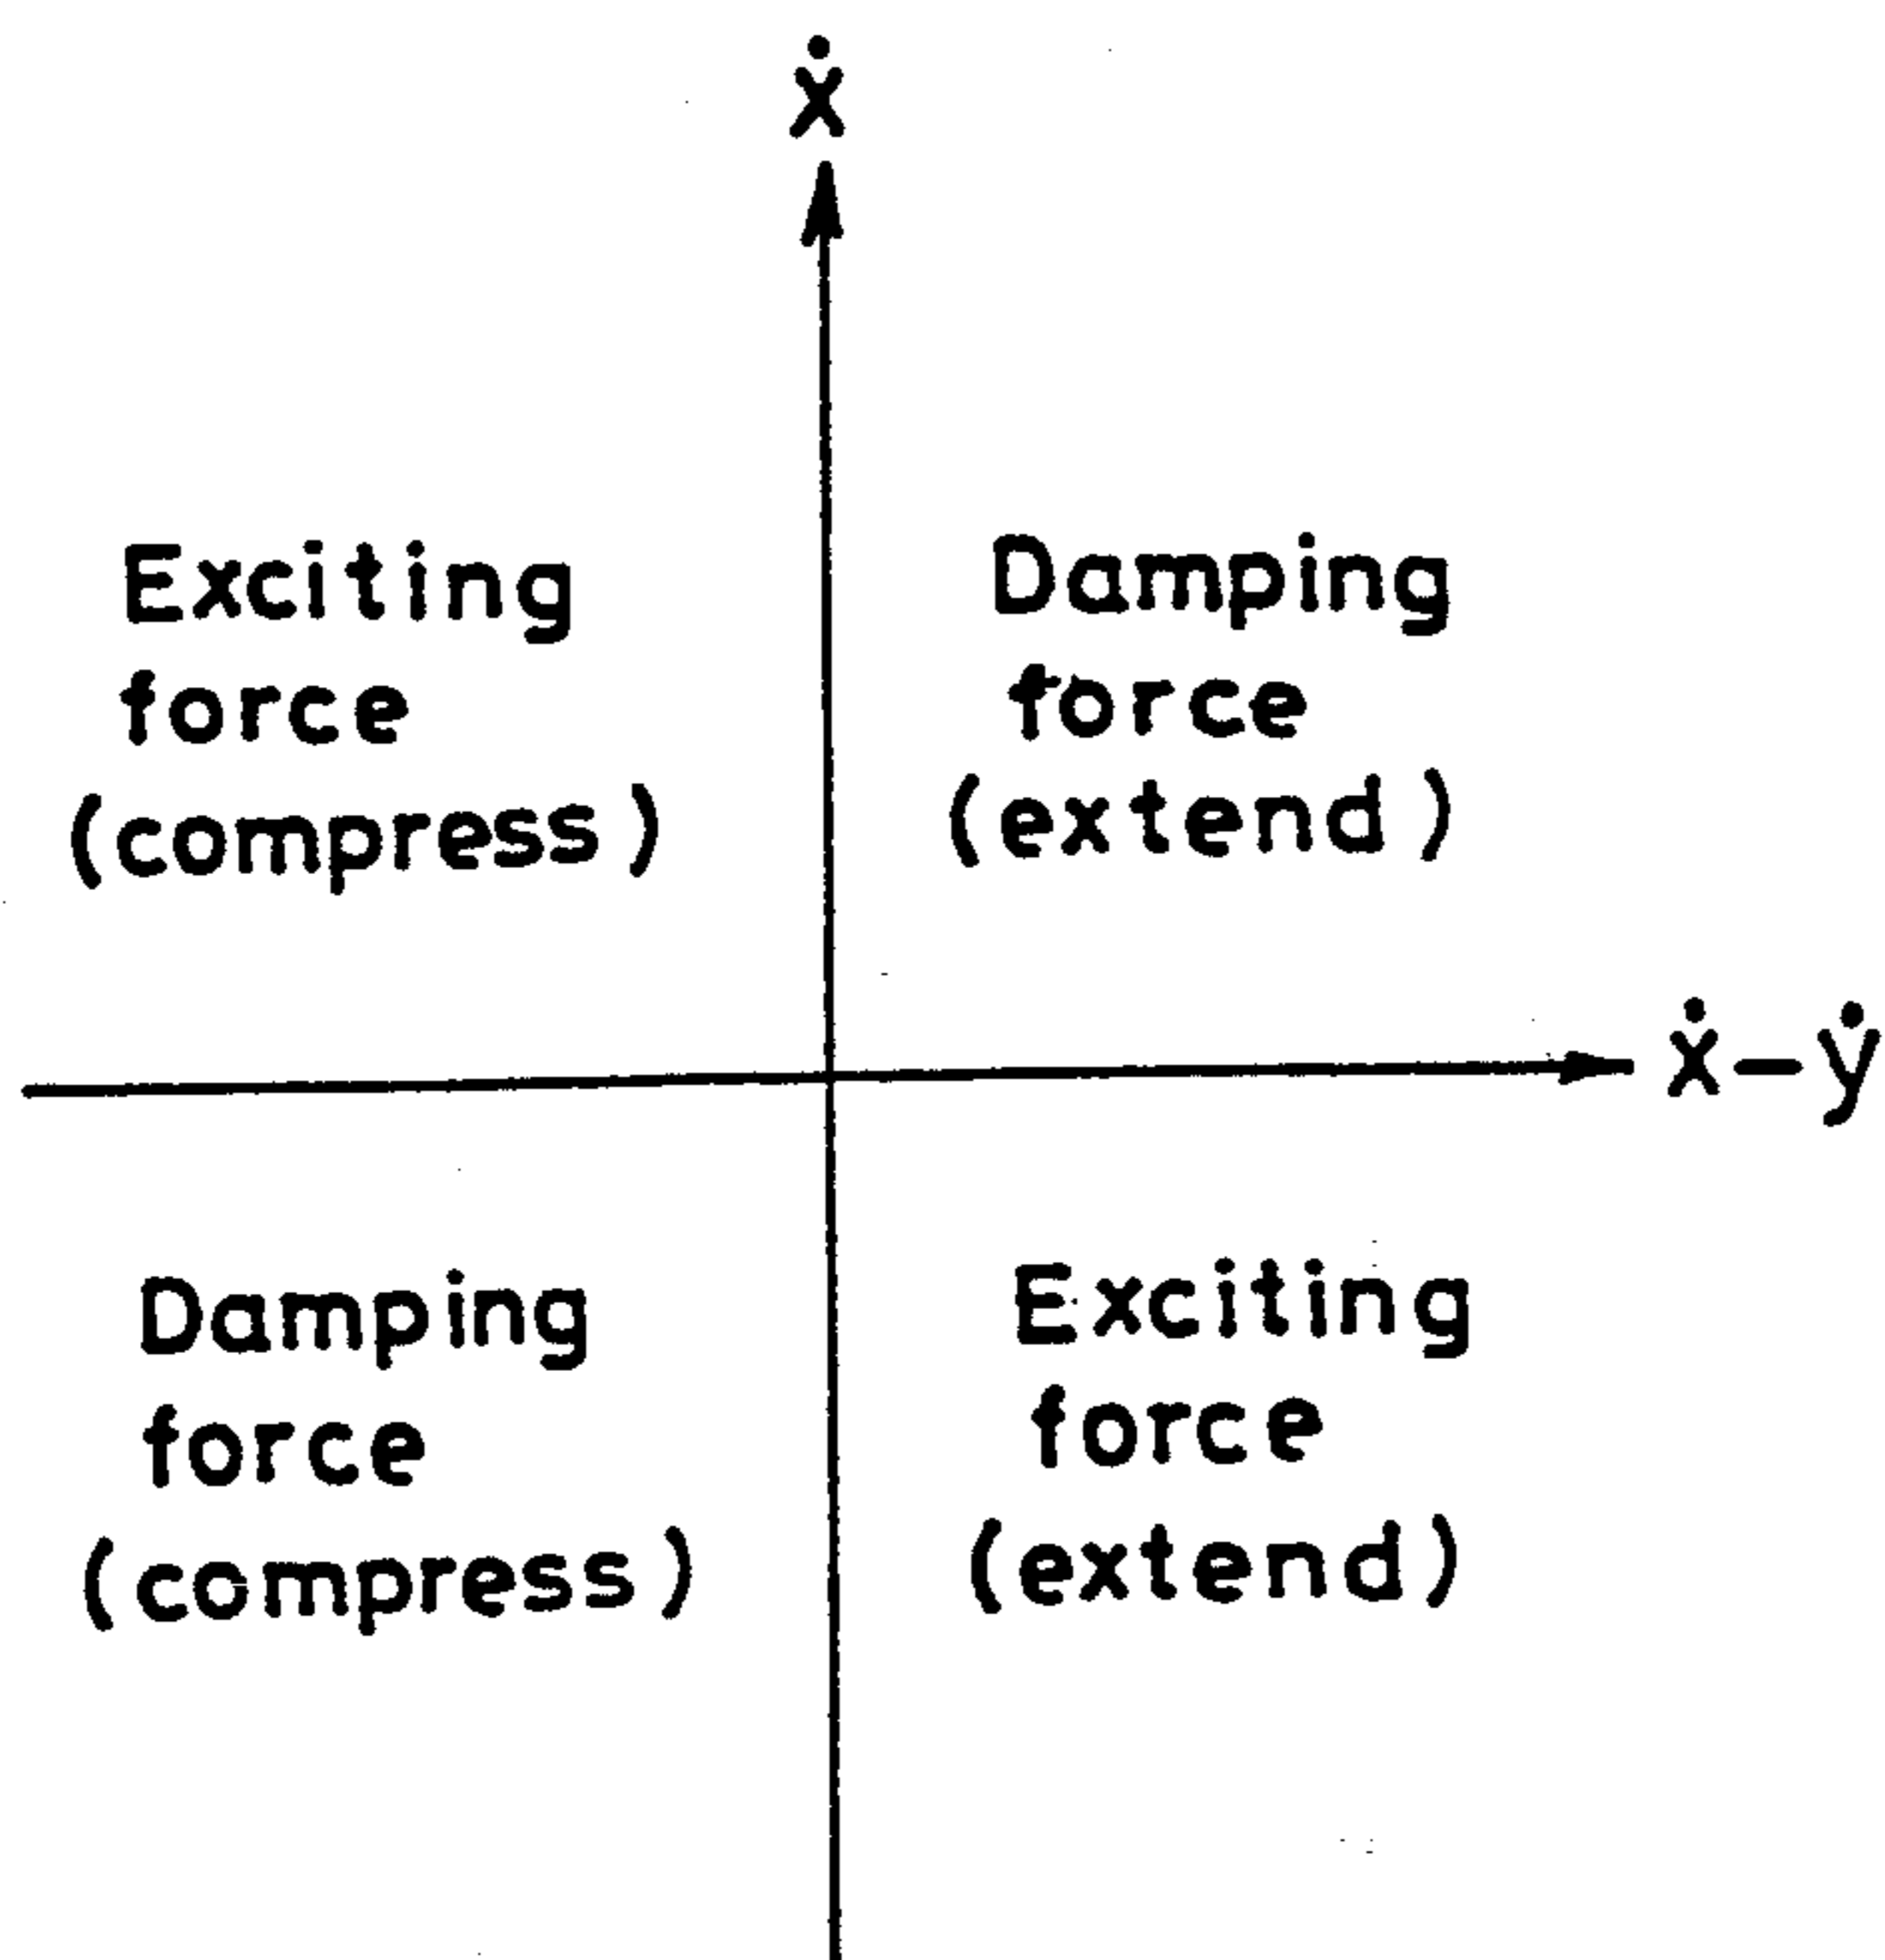 ẋ
Exciting
force
(compress)
Damping
force
(extend)
ẋ-ẏ
Damping
force
(compress)
Exciting
force
(extend)